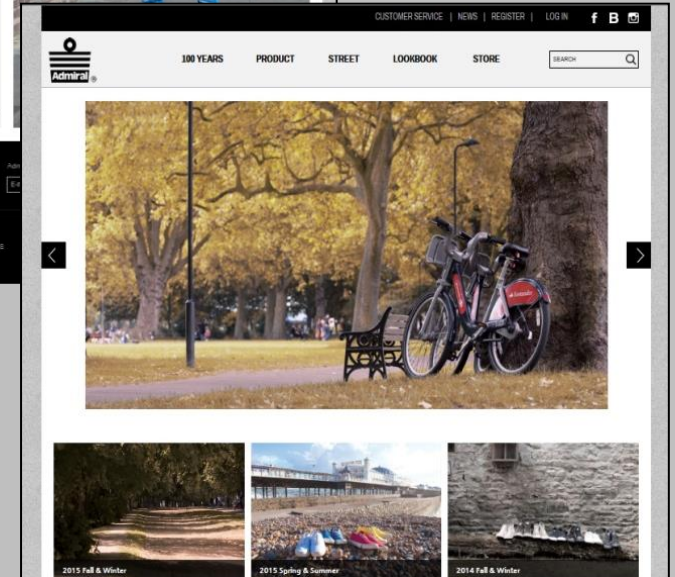 CUSTOMER SERVICE | NEWS | REGISTER | LOG IN f B
Admiral ®
100 YEARS PRODUCT STREET LOOKBOOK STORE
SEARCH
Santander
2015 Fall & Winter
2015 Spring & Summer
2014 Fall & Winter